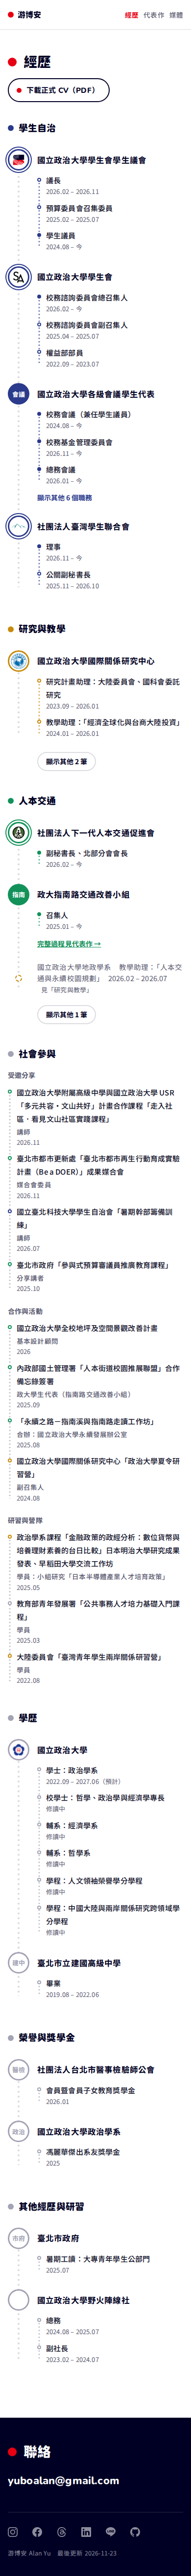 游博安
經歷 代表作 媒體
經歷
下載正式 CV（PDF）
學生自治
國立政治大學學生會學生議會
議長
2026.02 – 2026.11
預算委員會召集委員
2025.02 – 2025.07
學生議員
2024.08 – 今
SA
國立政治大學學生會
校務諮詢委員會總召集人
2026.02 – 今
校務諮詢委員會副召集人
2025.04 – 2025.07
權益部部員
2022.09 – 2023.07
會議
國立政治大學各級會議學生代表
校務會議（兼任學生議員）
2024.08 – 今
校務基金管理委員會
2026.11 – 今
總務會議
2026.01 – 今
顯示其他 6 個職務
社團法人臺灣學生聯合會
理事
2026.11 – 今
公關副秘書長
2025.11 – 2026.10
研究與教學
國立政治大學國際關係研究中心
研究計畫助理：大陸委員會、國科會委託
研究
2023.09 – 2026.01
教學助理：「經濟全球化與台商大陸投資」
2024.01 – 2026.01
顯示其他 2 筆
人本交通
社團法人下一代人本交通促進會
副秘書長、北部分會會長
2026.02 – 今
指南
政大指南路交通改善小組
召集人
2025.01 – 今
完整過程見代表作 →
國立政治大學地政學系 教學助理：「人本交
通與永續校園規劃」 2026.02 – 2026.07
見「研究與教學」
顯示其他 1 筆
社會參與
受邀分享
國立政治大學附屬高級中學與國立政治大學 USR
「多元共容・文山共好」計畫合作課程「走入社
區・看見文山社區實踐課程」
講師
2026.11
臺北市都市更新處「臺北市都市再生行動育成實驗
計畫（Be a DOER）」成果媒合會
媒合會委員
2026.11
國立臺北科技大學學生自治會「暑期幹部籌備訓
練」
講師
2026.07
臺北市政府「參與式預算審議員推廣教育課程」
分享講者
2025.10
合作與活動
國立政治大學全校地坪及空間景觀改善計畫
基本設計顧問
2026
內政部國土管理署「人本街道校園推展聯盟」合作
備忘錄簽署
政大學生代表（指南路交通改善小組）
2025.09
「永續之路－指南溪與指南路走讀工作坊」
合辦：國立政治大學永續發展辦公室
2025.08
國立政治大學國際關係研究中心「政治大學夏令研
習營」
副召集人
2024.08
研習與營隊
政治學系課程「金融政策的政經分析：數位貨幣與
培養理財素養的台日比較」日本明治大學研究成果
發表、早稻田大學交流工作坊
學員：小組研究「日本半導體產業人才培育政策」
2025.05
教育部青年發展署「公共事務人才培力基礎入門課
程」
學員
2025.03
大陸委員會「臺灣青年學生兩岸關係研習營」
學員
2022.08
學歷
國立政治大學
學士：政治學系
2022.09 – 2027.06（預計）
校學士：哲學、政治學與經濟學專長
修讀中
輔系：經濟學系
修讀中
輔系：哲學系
修讀中
學程：人文領袖榮譽學分學程
修讀中
學程：中國大陸與兩岸關係研究跨領域學
分學程
修讀中
建中
臺北市立建國高級中學
畢業
2019.08 – 2022.06
榮譽與獎學金
醫檢
社團法人台北市醫事檢驗師公會
會員暨會員子女教育獎學金
2026.01
政治
國立政治大學政治學系
馮麗華傑出系友獎學金
2025
其他經歷與研習
市府
臺北市政府
暑期工讀：大專青年學生公部門
2025.07
國立政治大學野火陣線社
總務
2024.08 – 2025.07
副社長
2023.02 – 2024.07
聯絡
yuboalan@gmail.com
游博安 Alan Yu 最後更新 2026-11-23